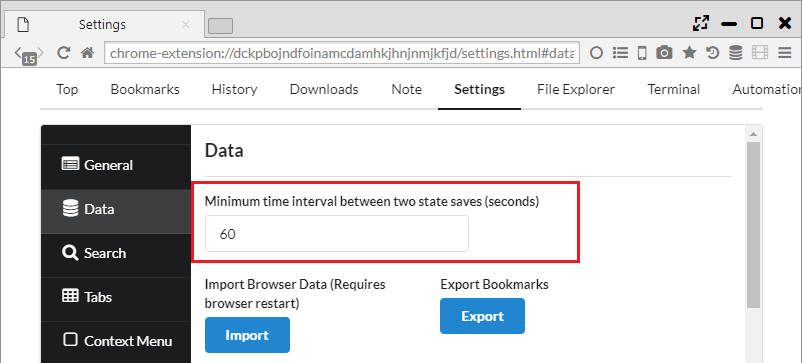 Settings
15
chrome-extension://dckpbojndfoinamcdamhkjhnjnmjkfjd/settings.html#data
Top Bookmarks History Downloads Note Settings File Explorer Terminal Automation
General
Data
Search
Tabs
Context Menu
Data
Minimum time interval between two state saves (seconds)
60
Import Browser Data (Requires
browser restart)
Import
Export Bookmarks
Export